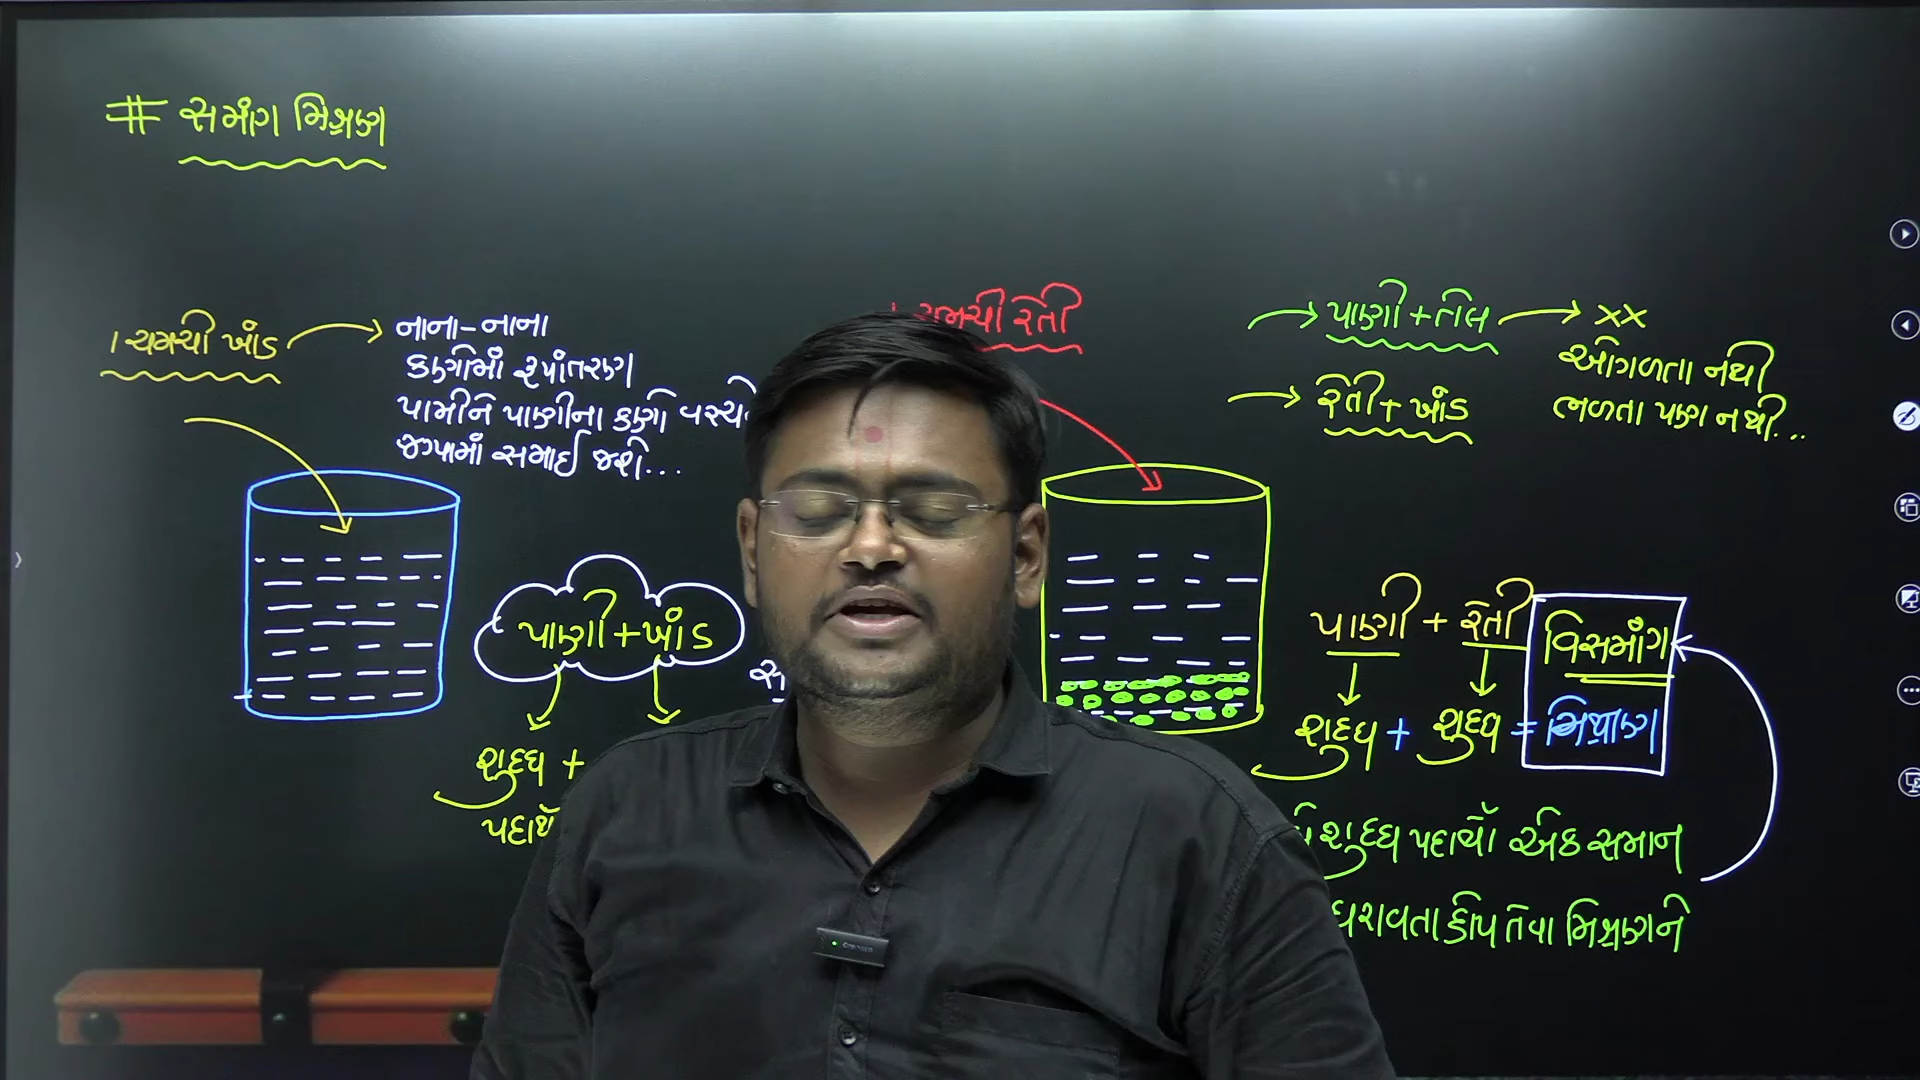 # સમાંગ મિશ્રણ
1 ચમચી ખાંડ
નાના-નાના
કણોમાં રૂપાંતરણ
પામીને પાણીના કણો વચ્ચે
જગ્યામાં સમાઈ જશે...
પાણી + ખાંડ
શુદ્ધ +
પદાર્થ
ચમચી રેતી
પાણી + તેલ
xx
ઓગળતા નથી
ભળતા પણ નથી...
રેતી + ખાંડ
પાણી + રેતી
વિસમાંગ
શુદ્ધ + શુદ્ધ = મિશ્રણ
શુદ્ધ પદાર્થો એક સમાન
ધરાવતા હોય તેવા મિશ્રણને